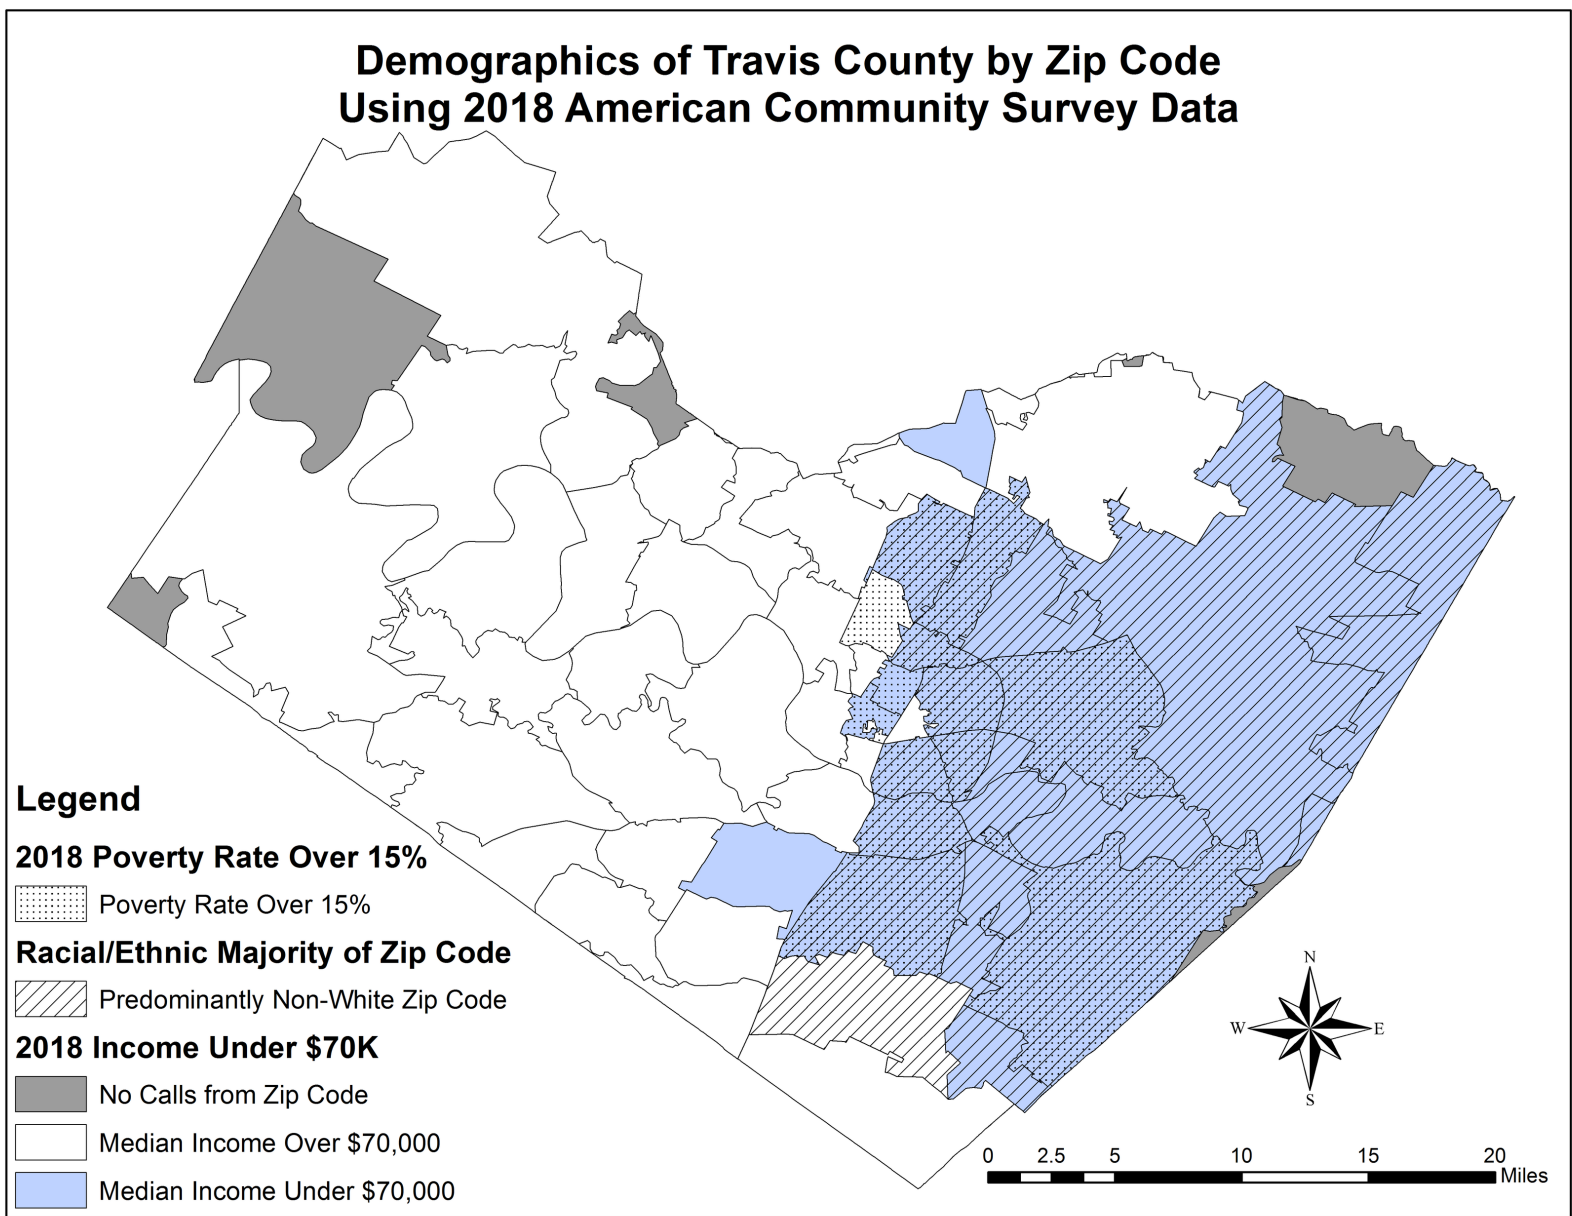 Demographics of Travis County by Zip Code
Using 2018 American Community Survey Data
Legend
2018 Poverty Rate Over 15%
Poverty Rate Over 15%
Racial/Ethnic Majority of Zip Code
Predominantly Non-White Zip Code
2018 Income Under $70K
No Calls from Zip Code
Median Income Over $70,000
Median Income Under $70,000
N
W E
S
0 2.5 5 10 15 20
Miles